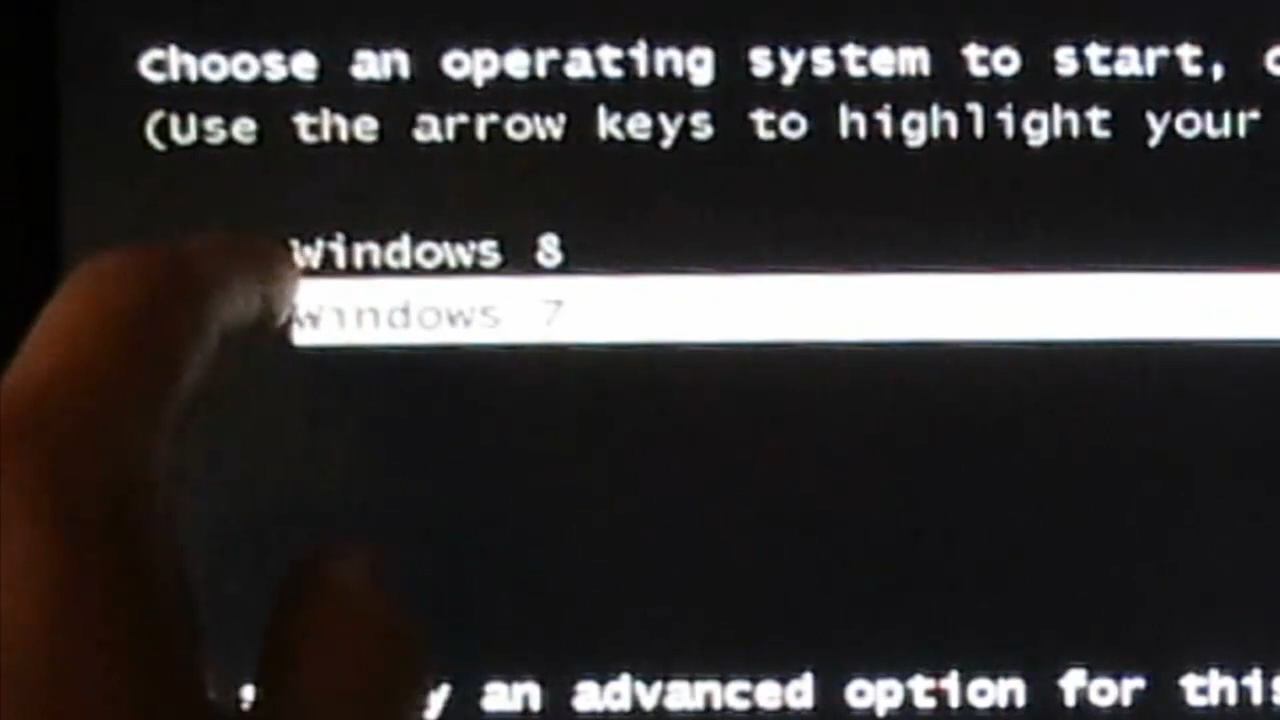 Choose an operating system to start,
(Use the arrow keys to highlight your
Windows 8
Windows 7
an advanced option for this